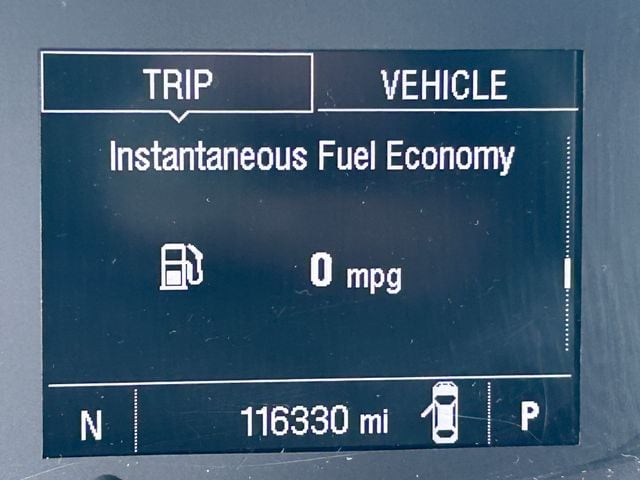 TRIP VEHICLE
Instantaneous Fuel Economy
0 mpg
N 116330 mi P